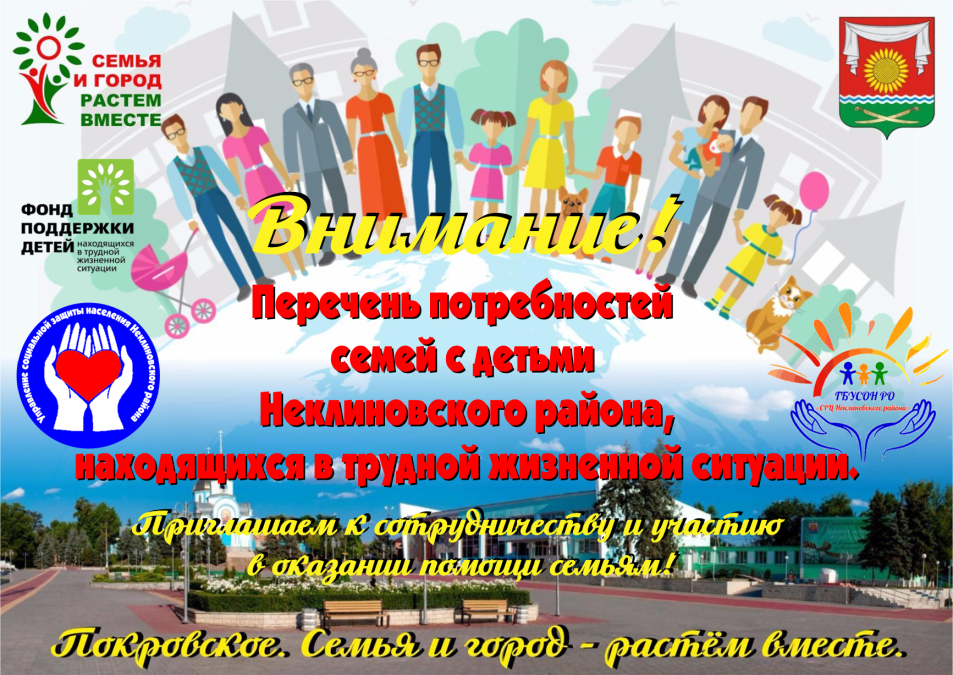 СЕМЬЯ
И ГОРОД
РАСТЕМ
ВМЕСТЕ
ФОНД
ПОДДЕРЖКИ
ДЕТЕЙ
находящихся
в трудной
жизненной
ситуации
Внимание!
Управление социальной защиты населения Неклиновского района
Перечень потребностей
семей с детьми
Неклиновского района,
находящихся в трудной жизненной ситуации.
ГБУСОН РО
«СРЦ Неклиновского района»
Приглашаем к сотрудничеству и участию
в оказании помощи семьям!
Покровское. Семья и город - растём вместе.